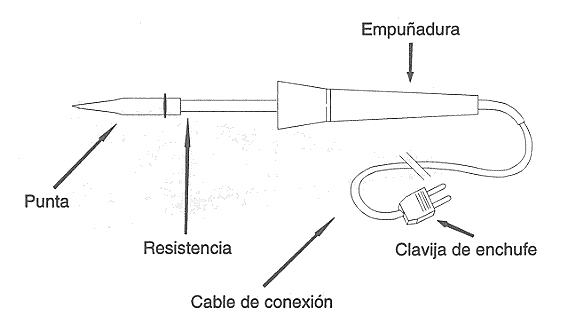 Empuñadura
Punta
Resistencia
Clavija de enchufe
Cable de conexión